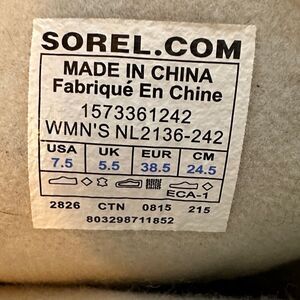 SOREL.COM
MADE IN CHINA
Fabriqué En Chine
1573361242
WMN'S NL2136-242
USA UK EUR CM
7.5 5.5 38.5 24.5
ECA-1
2826 CTN 0815 215
803298711852